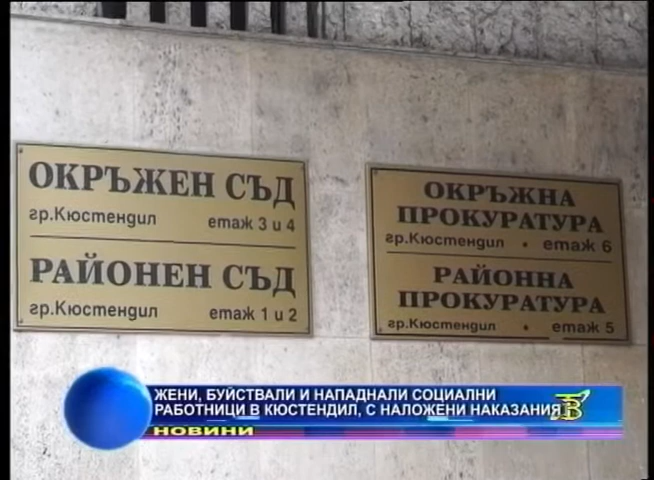 ОКРЪЖЕН СЪД
гр.Кюстендил етаж 3 и 4
РАЙОНЕН СЪД
гр.Кюстендил етаж 1 и 2
ОКРЪЖНА
ПРОКУРАТУРА
гр.Кюстендил • етаж 6
РАЙОННА
ПРОКУРАТУРА
гр.Кюстендил • етаж 5
ЖЕНИ, БУЙСТВАЛИ И НАПАДНАЛИ СОЦИАЛНИ
РАБОТНИЦИ В КЮСТЕНДИЛ, С НАЛОЖЕНИ НАКАЗАНИЯ
НОВИНИ